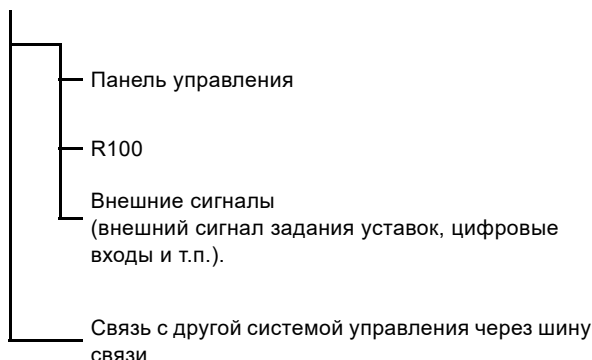 Панель управления
R100
Внешние сигналы
(внешний сигнал задания уставок, цифровые
входы и т.п.).
Связь с другой системой управления через шину
связи